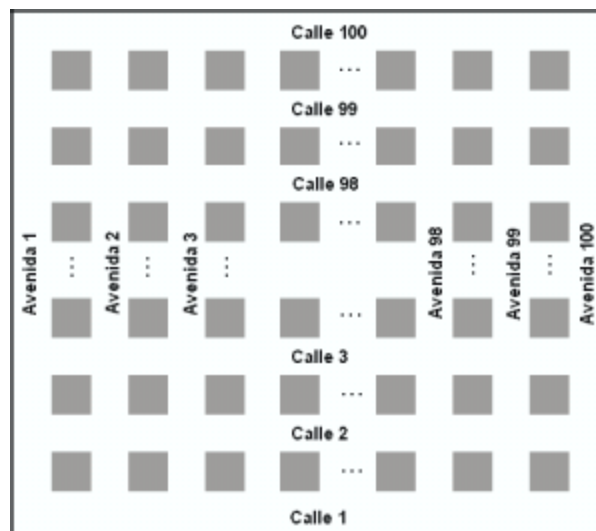 Calle 100
Calle 99
Calle 98
Avenida 1
Avenida 2
Avenida 3
Avenida 98
Avenida 99
Avenida 100
Calle 3
Calle 2
Calle 1